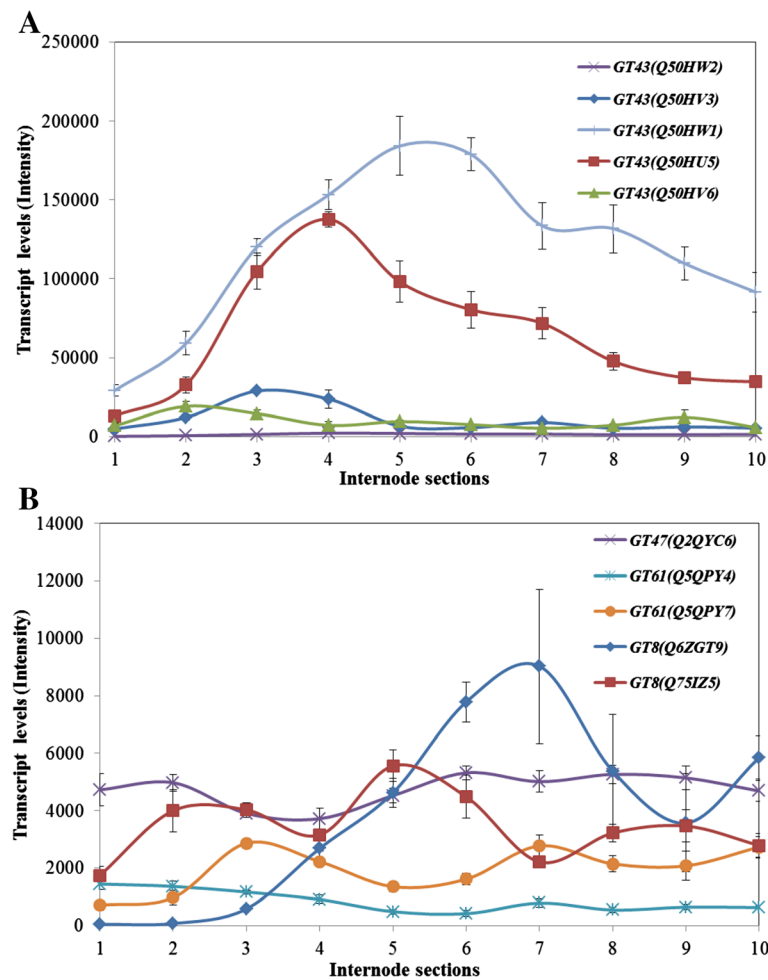 A
250000
200000
150000
100000
50000
0
Transcript levels (Intensity)
GT43(Q50HW2)
GT43(Q50HV3)
GT43(Q50HW1)
GT43(Q50HU5)
GT43(Q50HV6)
1 2 3 4 5 6 7 8 9 10
Internode sections
B
14000
12000
10000
8000
6000
4000
2000
0
Transcript levels (Intensity)
GT47(Q2QYC6)
GT61(Q5QPY4)
GT61(Q5QPY7)
GT8(Q6ZGT9)
GT8(Q75IZ5)
1 2 3 4 5 6 7 8 9 10
Internode sections